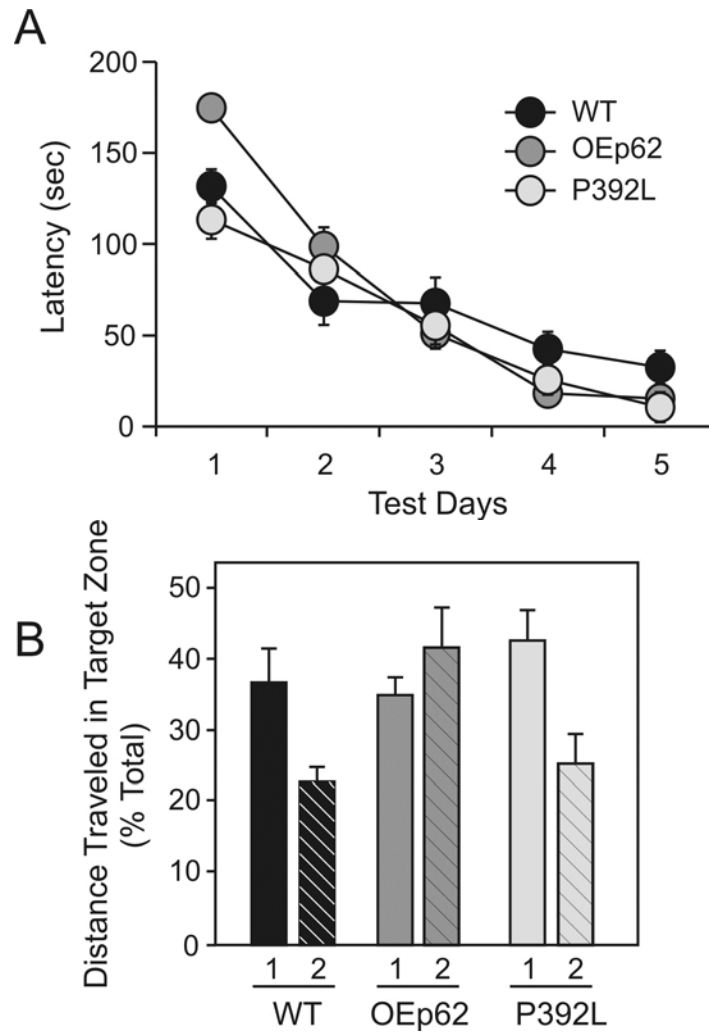 A
200
150
100
50
0
Latency (sec)
WT
OEp62
P392L
1 2 3 4 5
Test Days
B
50
40
30
20
10
0
Distance Traveled in Target Zone
(% Total)
1 2 1 2 1 2
WT OEp62 P392L